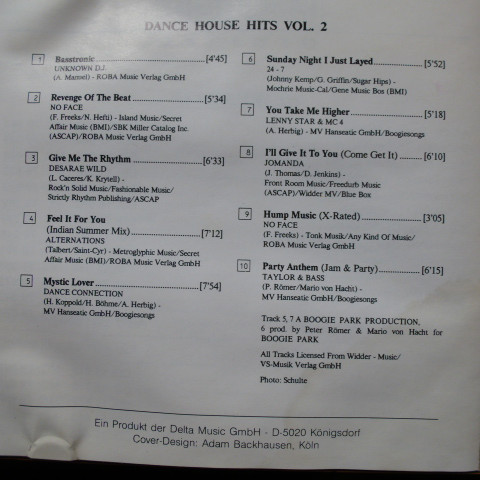 DANCE HOUSE HITS VOL. 2
1 Basstronic [4'45]
UNKNOWN D.J.
(A. Mansel) - ROBA Music Verlag GmbH
2 Revenge Of The Beat [5'34]
NO FACE
(F. Freeks/N. Hefti) - Island Music/Secret
Affair Music (BMI)/SBK Miller Catalog Inc.
(ASCAP)/ROBA Music Verlag GmbH
3 Give Me The Rhythm [6'33]
DESARAE WILD
(L. Caceres/K. Krytell) -
Rock'n Solid Music/Fashionable Music/
Strictly Rhythm Publishing/ASCAP
4 Feel It For You
(Indian Summer Mix) [7'12]
ALTERNATIONS
(Talbert/Saint-Cyr) - Metroglyphic Music/Secret
Affair Music (BMI)/ROBA Music Verlag GmbH
5 Mystic Lover [7'54]
DANCE CONNECTION
(H. Koppold/H. Böhme/A. Herbig) -
MV Hanseatic GmbH/Boogiesongs
6 Sunday Night I Just Layed [5'52]
24 - 7
(Johnny Kemp/G. Griffin/Sugar Hips) -
Mochrie Music-Cal/Gene Music Bos (BMI)
7 You Take Me Higher [5'18]
LENNY STAR & MC 4
(A. Herbig) - MV Hanseatic GmbH/Boogiesongs
8 I'll Give It To You (Come Get It) [6'10]
JOMANDA
(J. Thomas/D. Jenkins) -
Front Room Music/Freedurb Music
(ASCAP)/Widder MV/Blue Box
9 Hump Music (X-Rated) [3'05]
NO FACE
(F. Freeks) - Tonk Musik/Any Kind Of Music/
ROBA Music Verlag GmbH
10 Party Anthem (Jam & Party) [6'15]
TAYLOR & BASS
(P. Römer/Mario von Hacht) -
MV Hanseatic GmbH/Boogiesongs
Track 5, 7 A BOOGIE PARK PRODUCTION,
6 prod. by Peter Römer & Mario von Hacht for
BOOGIE PARK
All Tracks Licensed From Widder - Music/
VS-Musik Verlag GmbH
Photo: Schulte
Ein Produkt der Delta Music GmbH · D-5020 Königsdorf
Cover-Design: Adam Backhausen, Köln